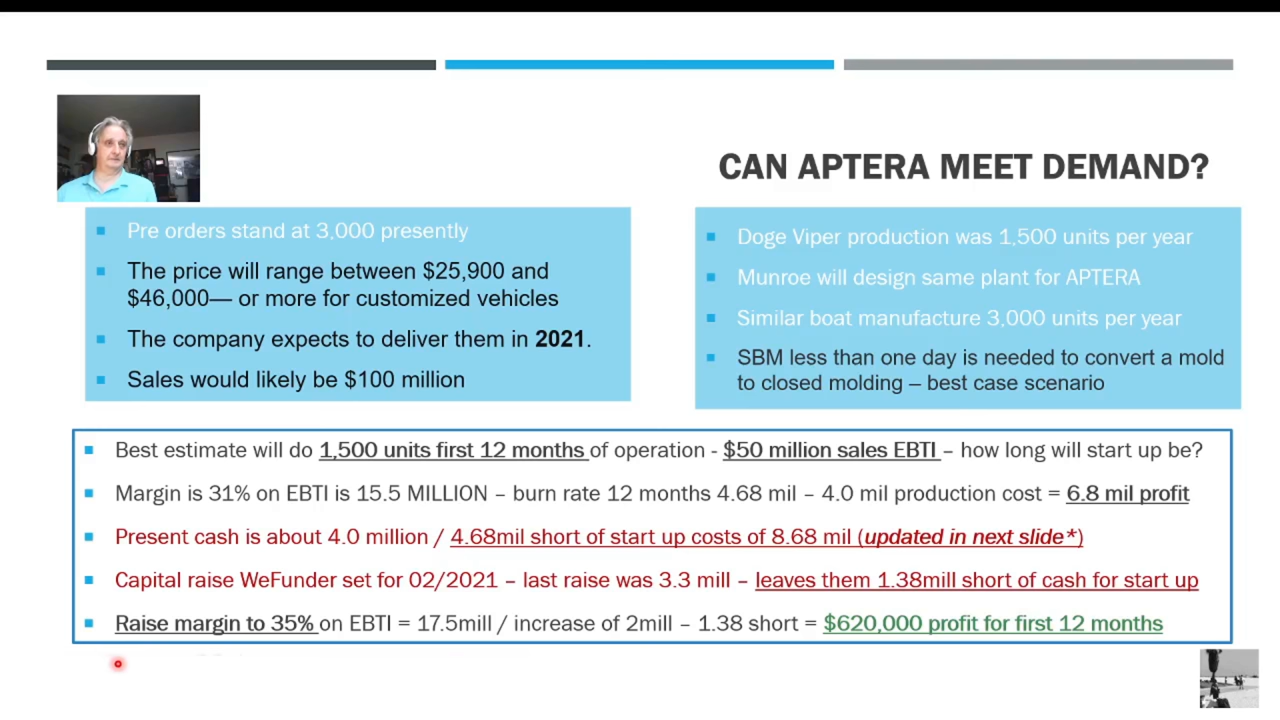 CAN APTERA MEET DEMAND?
Pre orders stand at 3,000 presently
The price will range between $25,900 and
$46,000— or more for customized vehicles
The company expects to deliver them in 2021.
Sales would likely be $100 million
Doge Viper production was 1,500 units per year
Munroe will design same plant for APTERA
Similar boat manufacture 3,000 units per year
SBM less than one day is needed to convert a mold
to closed molding – best case scenario
Best estimate will do 1,500 units first 12 months of operation - $50 million sales EBTI – how long will start up be?
Margin is 31% on EBTI is 15.5 MILLION – burn rate 12 months 4.68 mil – 4.0 mil production cost = 6.8 mil profit
Present cash is about 4.0 million / 4.68mil short of start up costs of 8.68 mil (updated in next slide*)
Capital raise WeFunder set for 02/2021 – last raise was 3.3 mill – leaves them 1.38mill short of cash for start up
Raise margin to 35% on EBTI = 17.5mill / increase of 2mill – 1.38 short = $620,000 profit for first 12 months